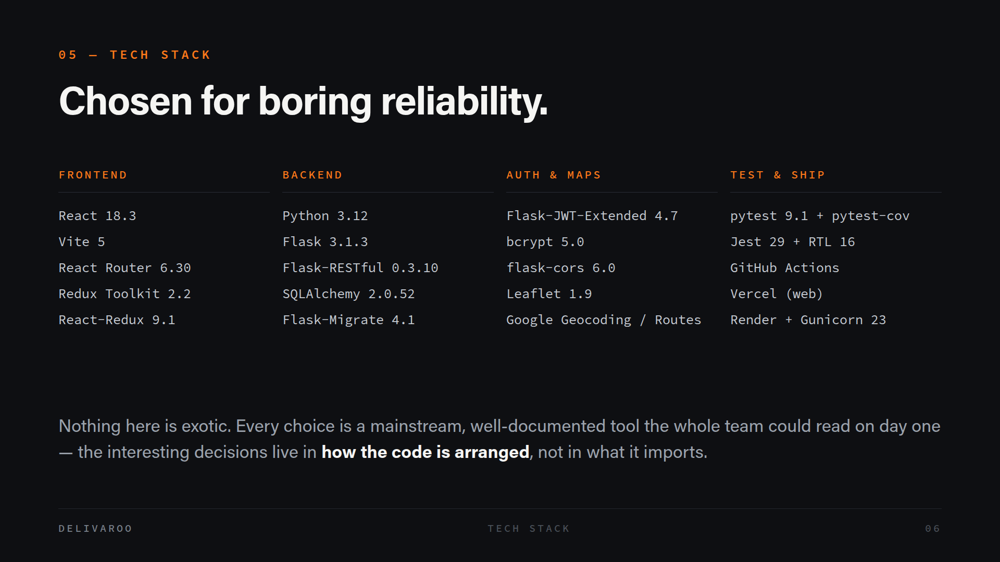 05 — TECH STACK
Chosen for boring reliability.
FRONTEND
React 18.3
Vite 5
React Router 6.30
Redux Toolkit 2.2
React-Redux 9.1
BACKEND
Python 3.12
Flask 3.1.3
Flask-RESTful 0.3.10
SQLAlchemy 2.0.52
Flask-Migrate 4.1
AUTH & MAPS
Flask-JWT-Extended 4.7
bcrypt 5.0
flask-cors 6.0
Leaflet 1.9
Google Geocoding / Routes
TEST & SHIP
pytest 9.1 + pytest-cov
Jest 29 + RTL 16
GitHub Actions
Vercel (web)
Render + Gunicorn 23
Nothing here is exotic. Every choice is a mainstream, well-documented tool the whole team could read on day one
— the interesting decisions live in how the code is arranged, not in what it imports.
DELIVAROO
TECH STACK
06